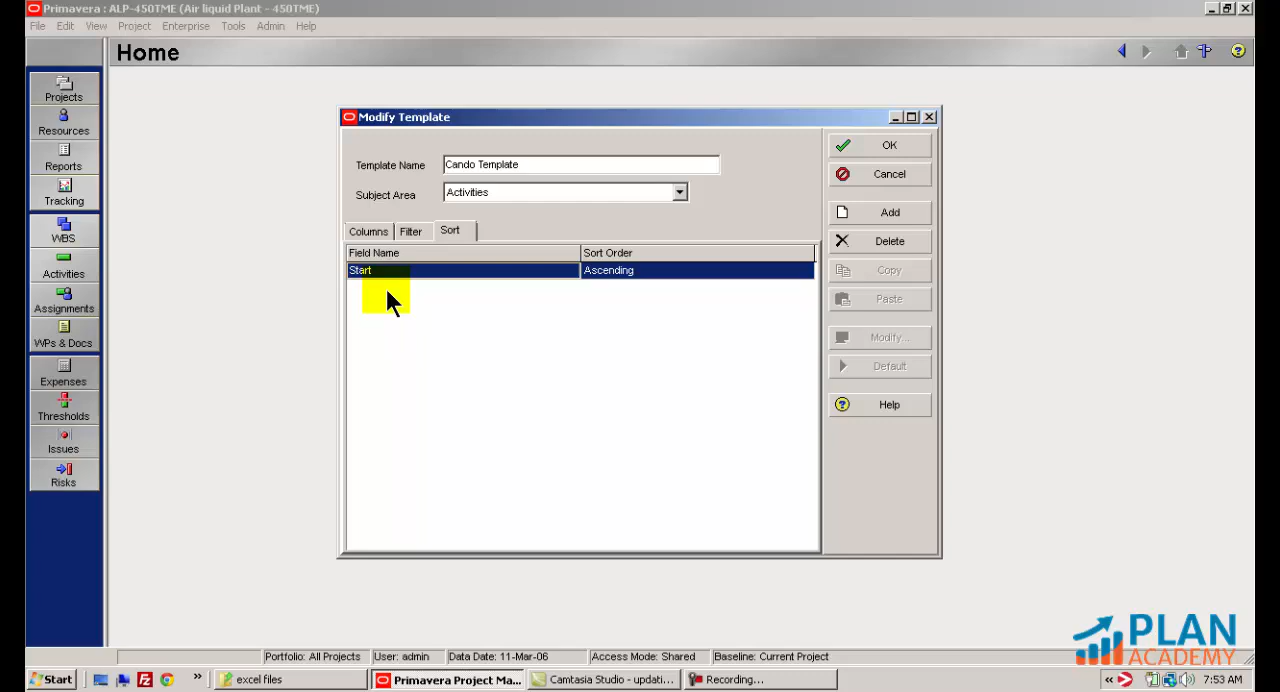 Primavera : ALP-450TME (Air liquid Plant - 450TME)
File Edit View Project Enterprise Tools Admin Help
Home
Projects
Resources
Reports
Tracking
WBS
Activities
Assignments
WPs & Docs
Expenses
Thresholds
Issues
Risks
Modify Template
Template Name Cando Template
Subject Area Activities
Columns Filter Sort
Field Name Sort Order
Start Ascending
OK
Cancel
Add
Delete
Copy
Paste
Modify...
Default
Help
PLAN
ACADEMY
Portfolio: All Projects User: admin Data Date: 11-Mar-06 Access Mode: Shared Baseline: Current Project
Start » excel files Primavera Project Ma... Camtasia Studio - updati... Recording... « 7:53 AM